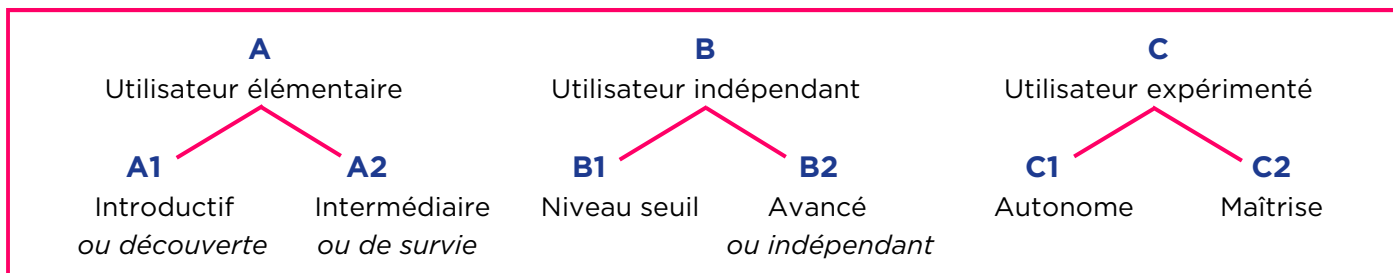 A B C
Utilisateur élémentaire Utilisateur indépendant Utilisateur expérimenté
A1 A2 B1 B2 C1 C2
Introductif Intermédiaire Niveau seuil Avancé Autonome Maîtrise
ou découverte ou de survie ou indépendant